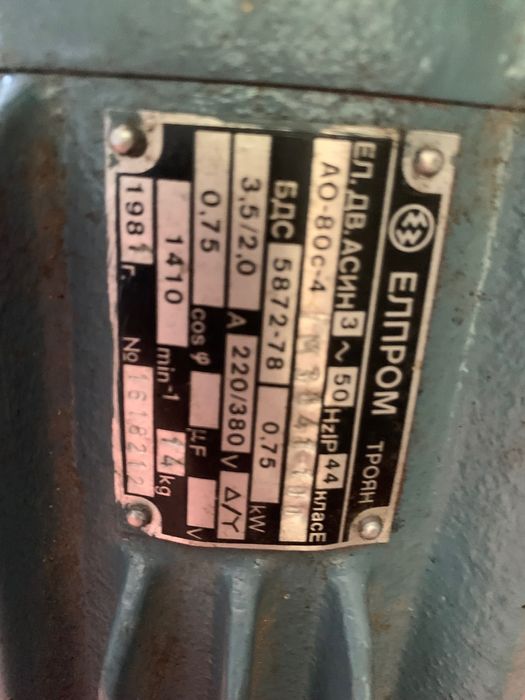 ЕЛПРОМ ТРОЯН
ЕЛ. ДВ. АСИН 3 ~ 50 Hz IP 44 клас Е
АО-80с-4
БДС 5872-78 0,75 kW
3,5/2,0 A 220/380 V Δ/Y
0,75 cos φ µF V
1410 min-1 14 kg
1981 г. № 1618212